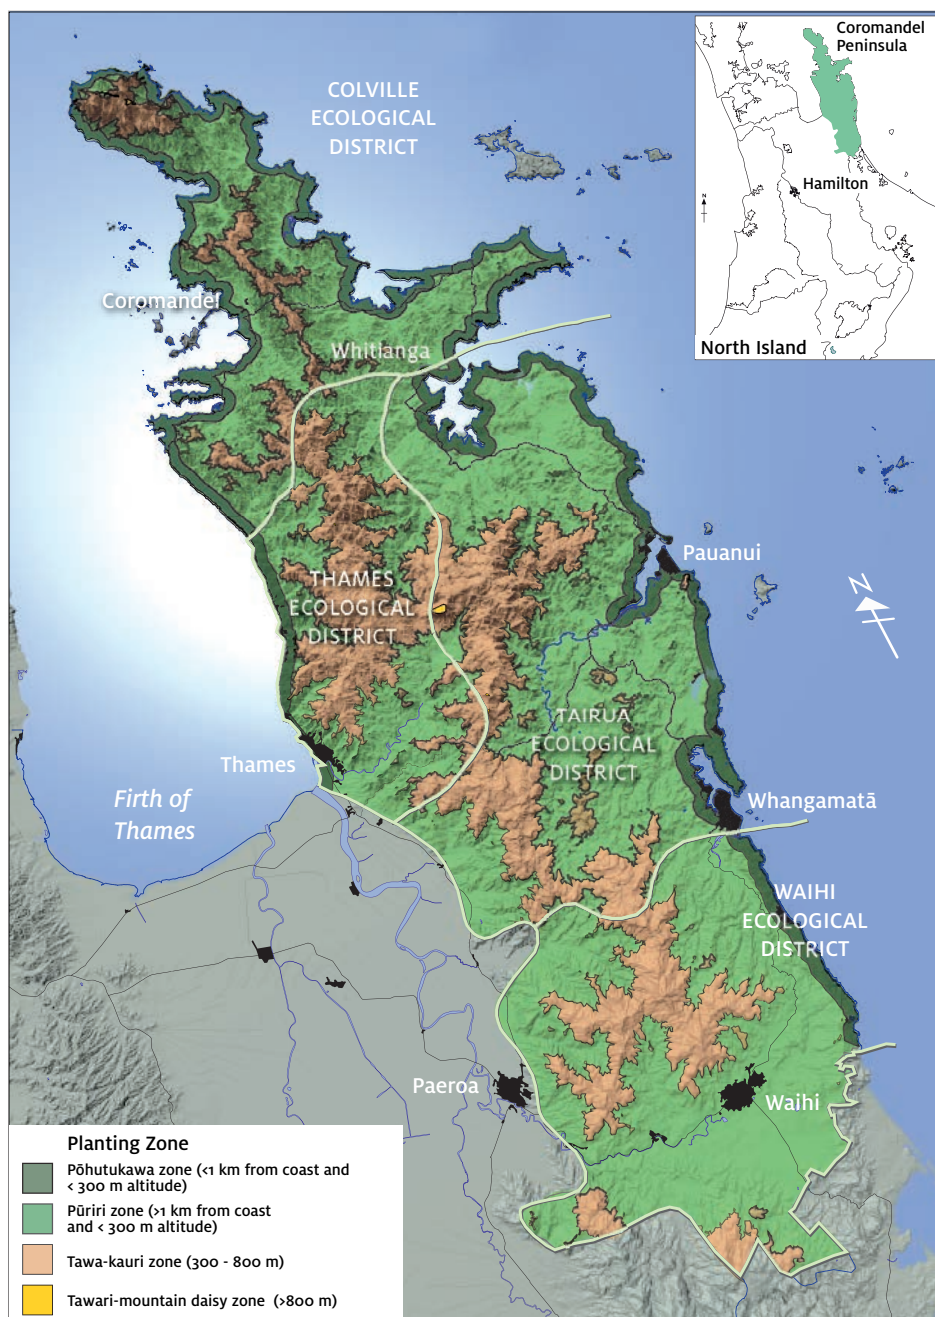 Coromandel
Peninsula
Hamilton
N
North Island
COLVILLE
ECOLOGICAL
DISTRICT
Coromandel
Whitianga
Pauanui
N
THAMES
ECOLOGICAL
DISTRICT
TAIRUA
ECOLOGICAL
DISTRICT
Thames
Firth of
Thames
Whangamatā
WAIHI
ECOLOGICAL
DISTRICT
Paeroa
Waihi
Planting Zone
Pōhutukawa zone (<1 km from coast and
< 300 m altitude)
Pūriri zone (>1 km from coast
and < 300 m altitude)
Tawa-kauri zone (300 - 800 m)
Tawari-mountain daisy zone (>800 m)